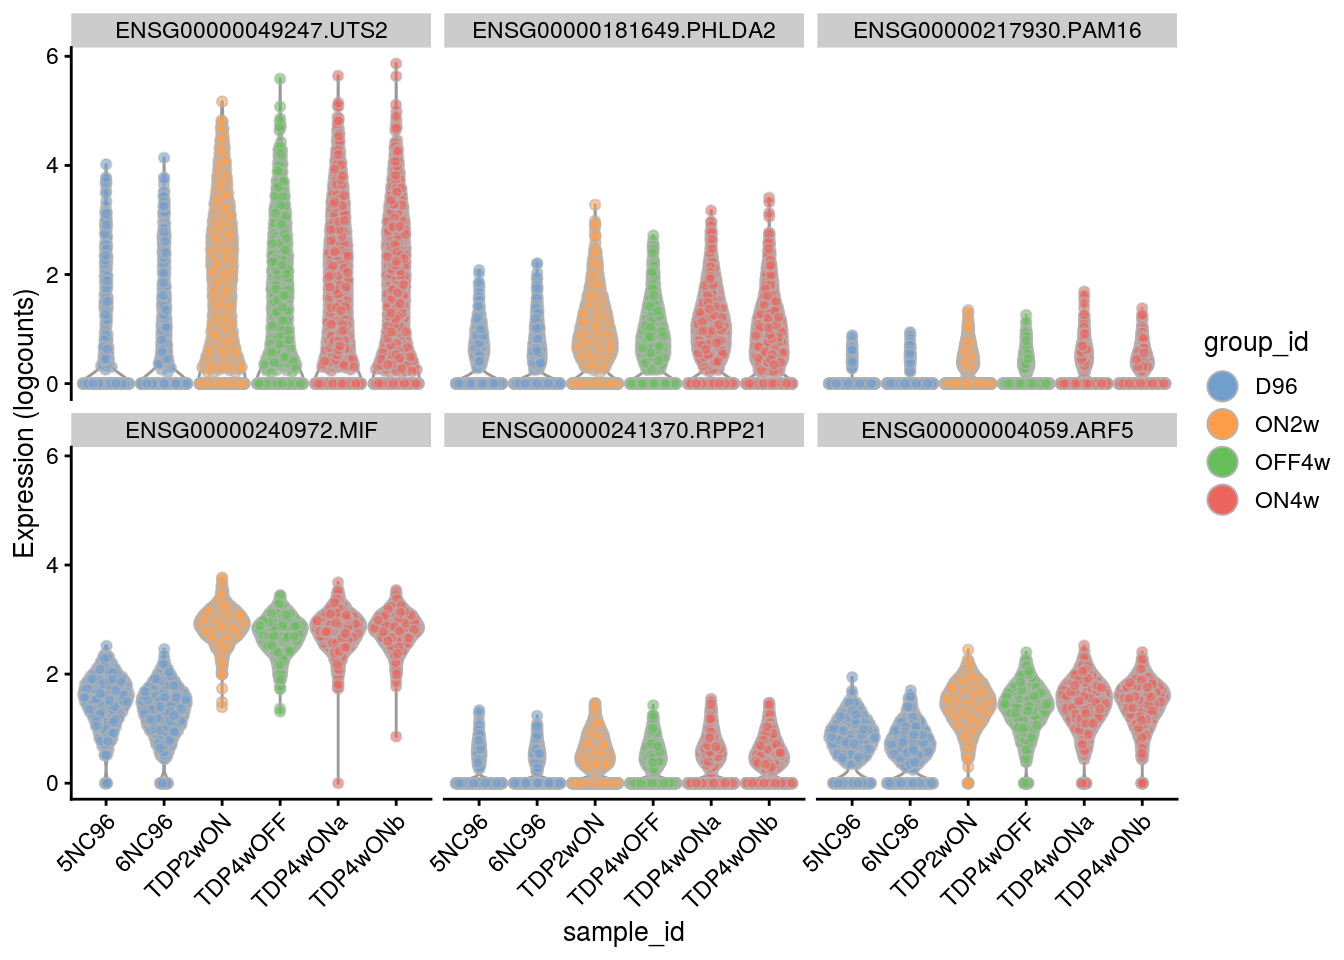 ENSG00000049247.UTS2 ENSG00000181649.PHLDA2 ENSG00000217930.PAM16
6
4
2
0
ENSG00000240972.MIF ENSG00000241370.RPP21 ENSG00000004059.ARF5
6
4
2
0
Expression (logcounts)
5NC96 6NC96 TDP2wON TDP4wOFF TDP4wONa TDP4wONb 5NC96 6NC96 TDP2wON TDP4wOFF TDP4wONa TDP4wONb 5NC96 6NC96 TDP2wON TDP4wOFF TDP4wONa TDP4wONb
sample_id
group_id
D96
ON2w
OFF4w
ON4w